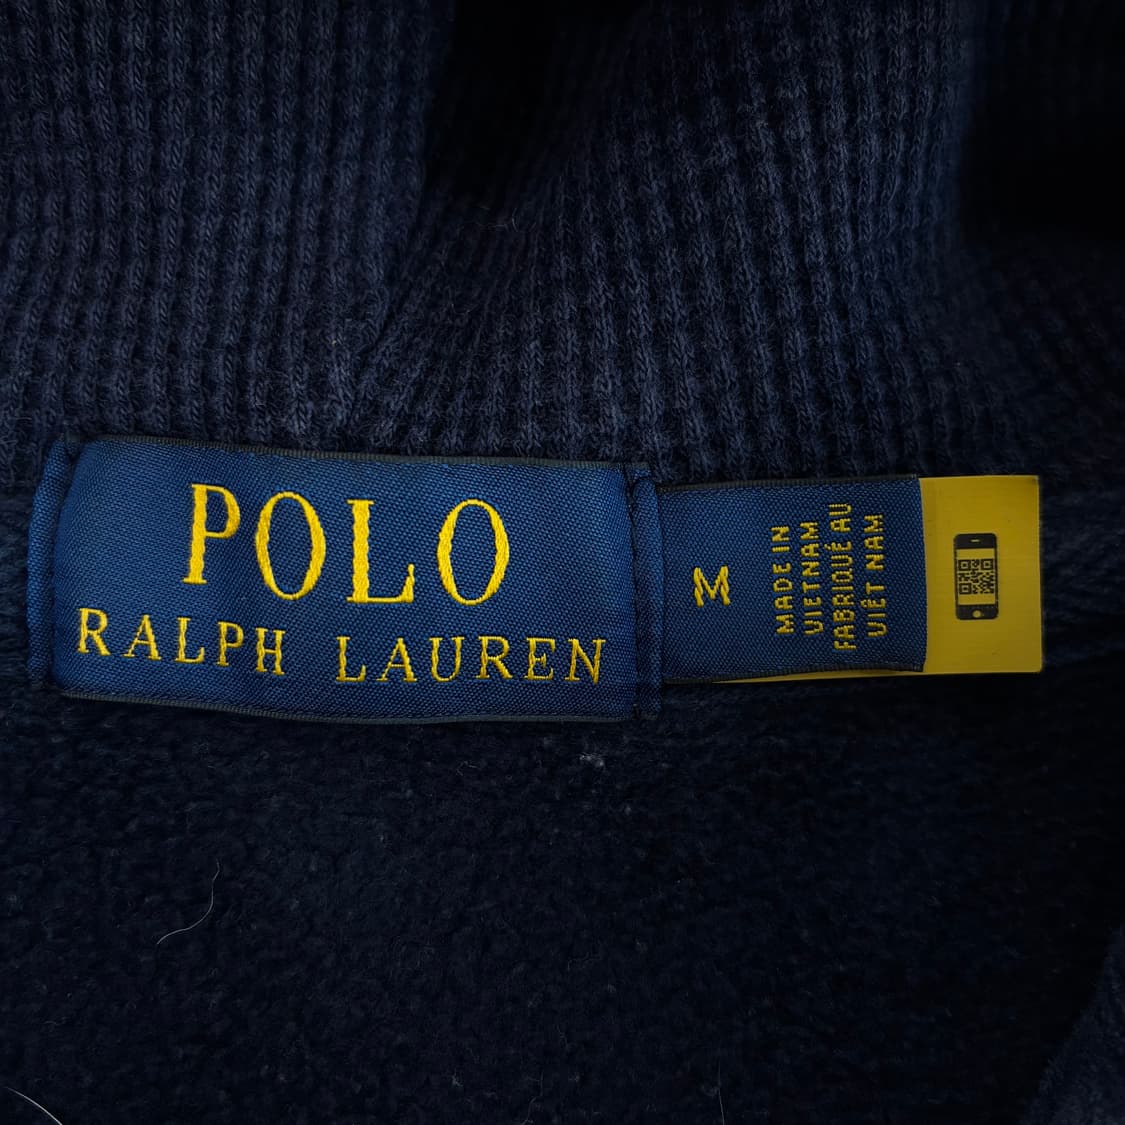 POLO
RALPH LAUREN
M
MADE IN
VIETNAM
FABRIQUÉ AU
VIÊT NAM